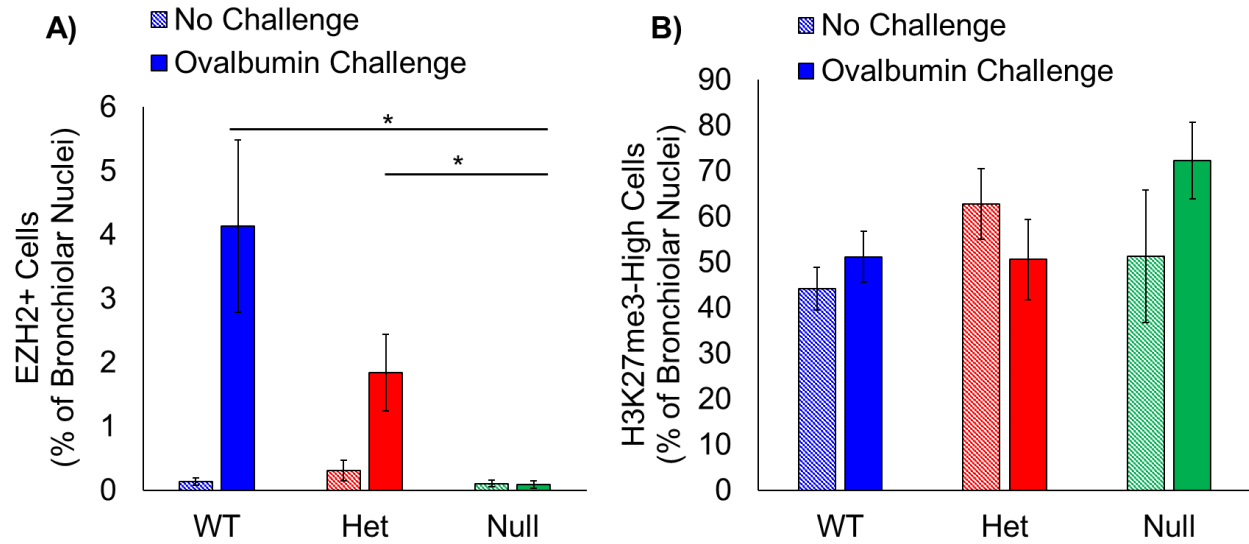 A)
No Challenge
Ovalbumin Challenge
EZH2+ Cells
(% of Bronchiolar Nuclei)
6
5
4
3
2
1
0
*
*
WT
Het
Null
B)
No Challenge
Ovalbumin Challenge
H3K27me3-High Cells
(% of Bronchiolar Nuclei)
90
80
70
60
50
40
30
20
10
0
WT
Het
Null